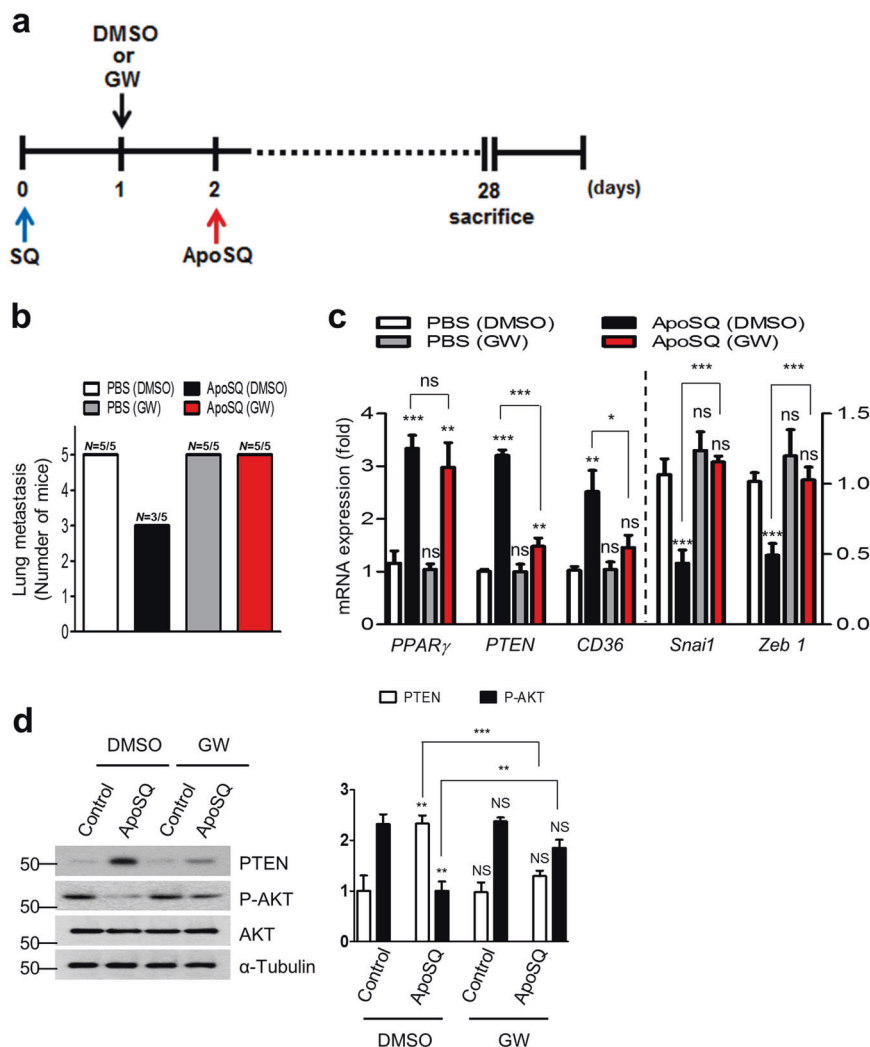 a
DMSO
or
GW
0 1 2 28 (days)
sacrifice
SQ ApoSQ
b
PBS (DMSO) ApoSQ (DMSO)
PBS (GW) ApoSQ (GW)
Lung metastasis
(Numder of mice)
6
5
4
3
2
1
0
N=5/5 N=3/5 N=5/5 N=5/5
c
PBS (DMSO) ApoSQ (DMSO)
PBS (GW) ApoSQ (GW)
mRNA expression (fold)
4
3
2
1
0
1.5
1.0
0.5
0.0
ns *** * *** ***
*** ns **
*** ns **
** ns ns
*** ns ns
*** ns ns
PPARγ PTEN CD36 Snai1 Zeb 1
d
DMSO GW
Control ApoSQ Control ApoSQ
50 PTEN
50 P-AKT
50 AKT
50 α-Tubulin
PTEN P-AKT
3
2
1
0
***
**
** ** NS NS NS NS
Control ApoSQ Control ApoSQ
DMSO GW